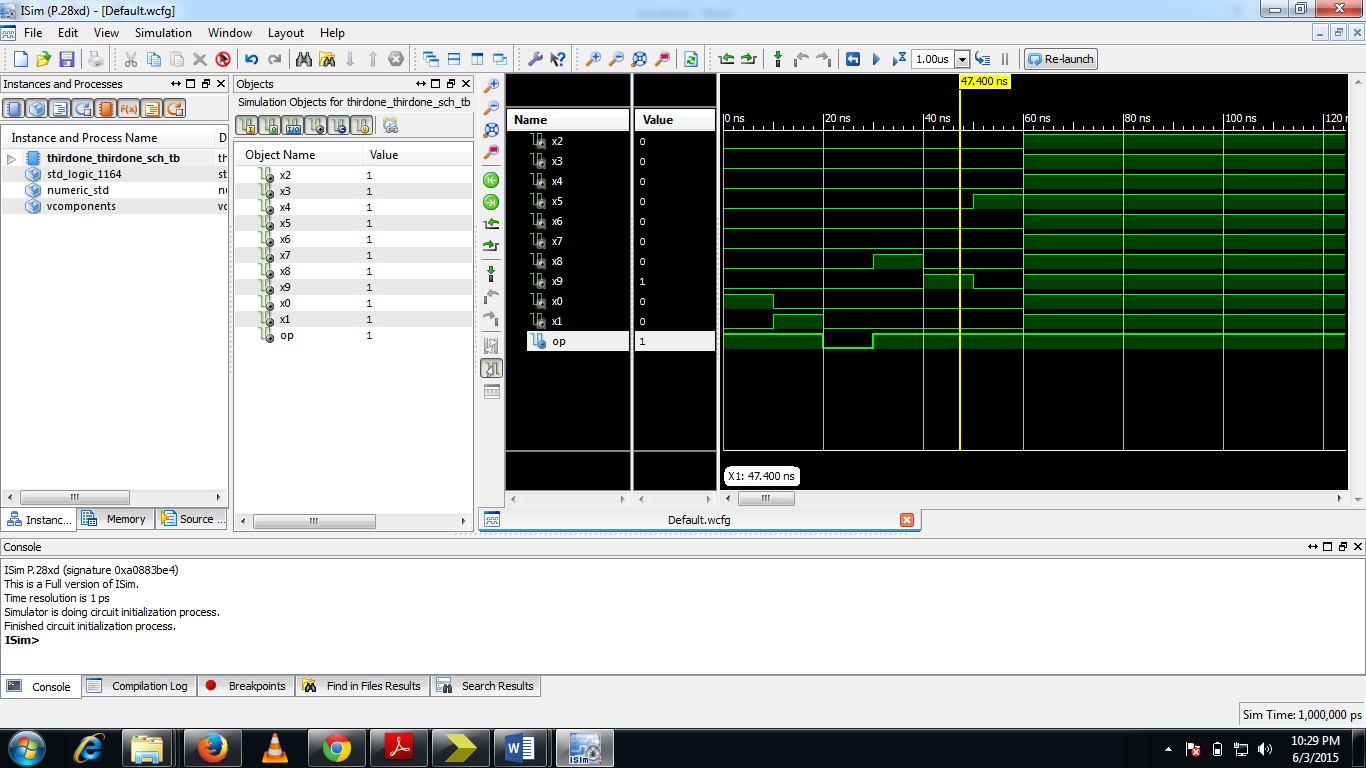 ISim (P.28xd) - [Default.wcfg]
File Edit View Simulation Window Layout Help
1.00us
Re-launch
Instances and Processes
Objects
Simulation Objects for thirdone_thirdone_sch_tb
Instance and Process Name D
thirdone_thirdone_sch_tb th
std_logic_1164 st
numeric_std nu
vcomponents vc
Object Name Value
x2 1
x3 1
x4 1
x5 1
x6 1
x7 1
x8 1
x9 1
x0 1
x1 1
op 1
Name Value
x2 0
x3 0
x4 0
x5 0
x6 0
x7 0
x8 0
x9 1
x0 0
x1 0
op 1
47.400 ns
0 ns 20 ns 40 ns 60 ns 80 ns 100 ns 120 n
X1: 47.400 ns
Instanc... Memory Source ...
Default.wcfg
Console
ISim P.28xd (signature 0xa0883be4)
This is a Full version of ISim.
Time resolution is 1 ps
Simulator is doing circuit initialization process.
Finished circuit initialization process.
ISim>
Console Compilation Log Breakpoints Find in Files Results Search Results
Sim Time: 1,000,000 ps
10:29 PM
6/3/2015